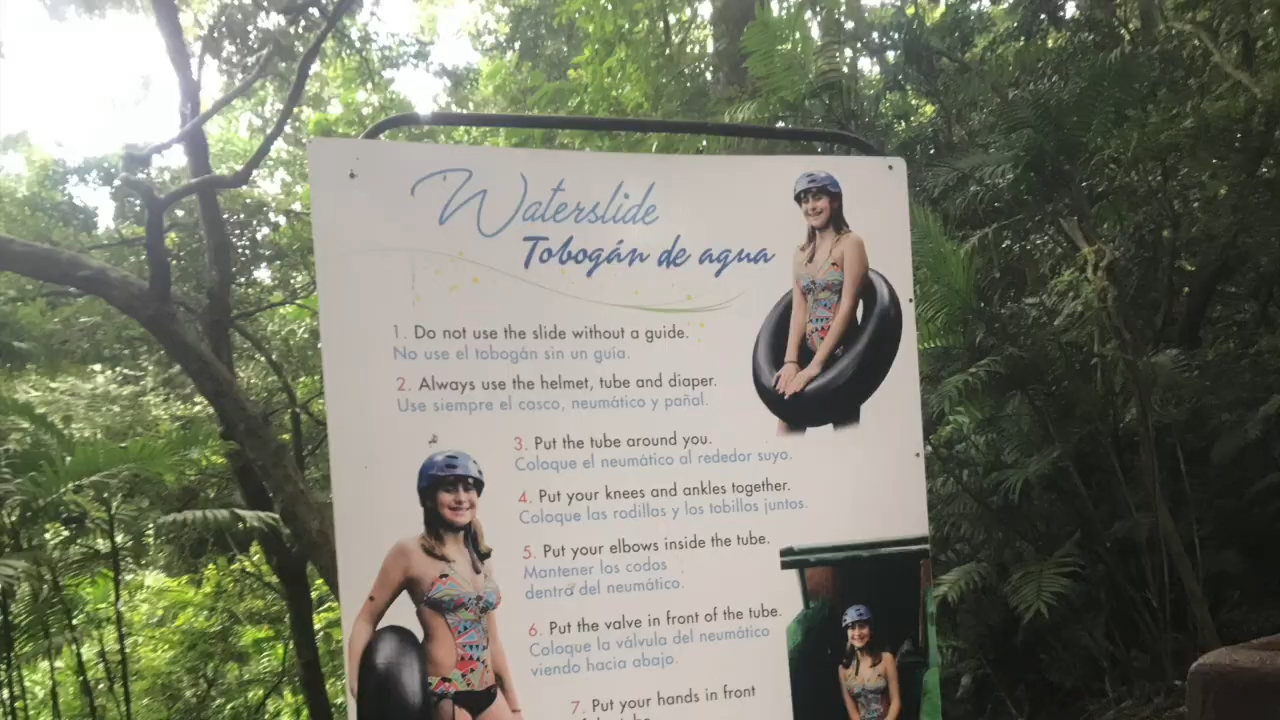 Waterslide
Tobogán de agua
1. Do not use the slide without a guide.
No use el tobogán sin un guía.
2. Always use the helmet, tube and diaper.
Use siempre el casco, neumático y pañal.
3. Put the tube around you.
Coloque el neumático al rededor suyo.
4. Put your knees and ankles together.
Coloque las rodillas y los tobillos juntos.
5. Put your elbows inside the tube.
Mantener los codos
dentro del neumático.
6. Put the valve in front of the tube.
Coloque la válvula del neumático
viendo hacia abajo.
7. Put your hands in front